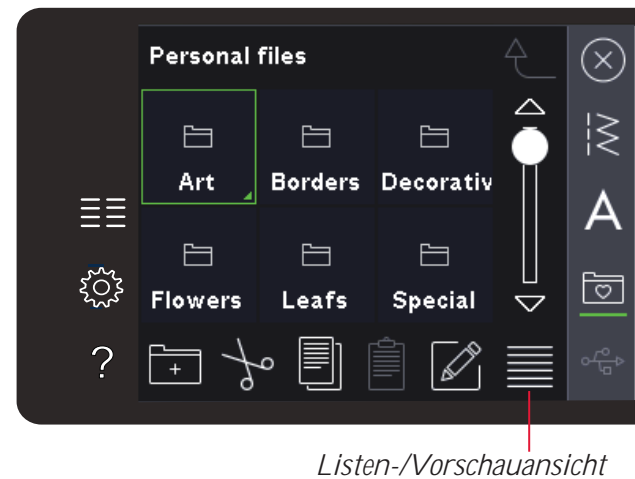 Personal files
Art Borders Decorativ
A
Flowers Leafs Special
?
Listen-/Vorschauansicht